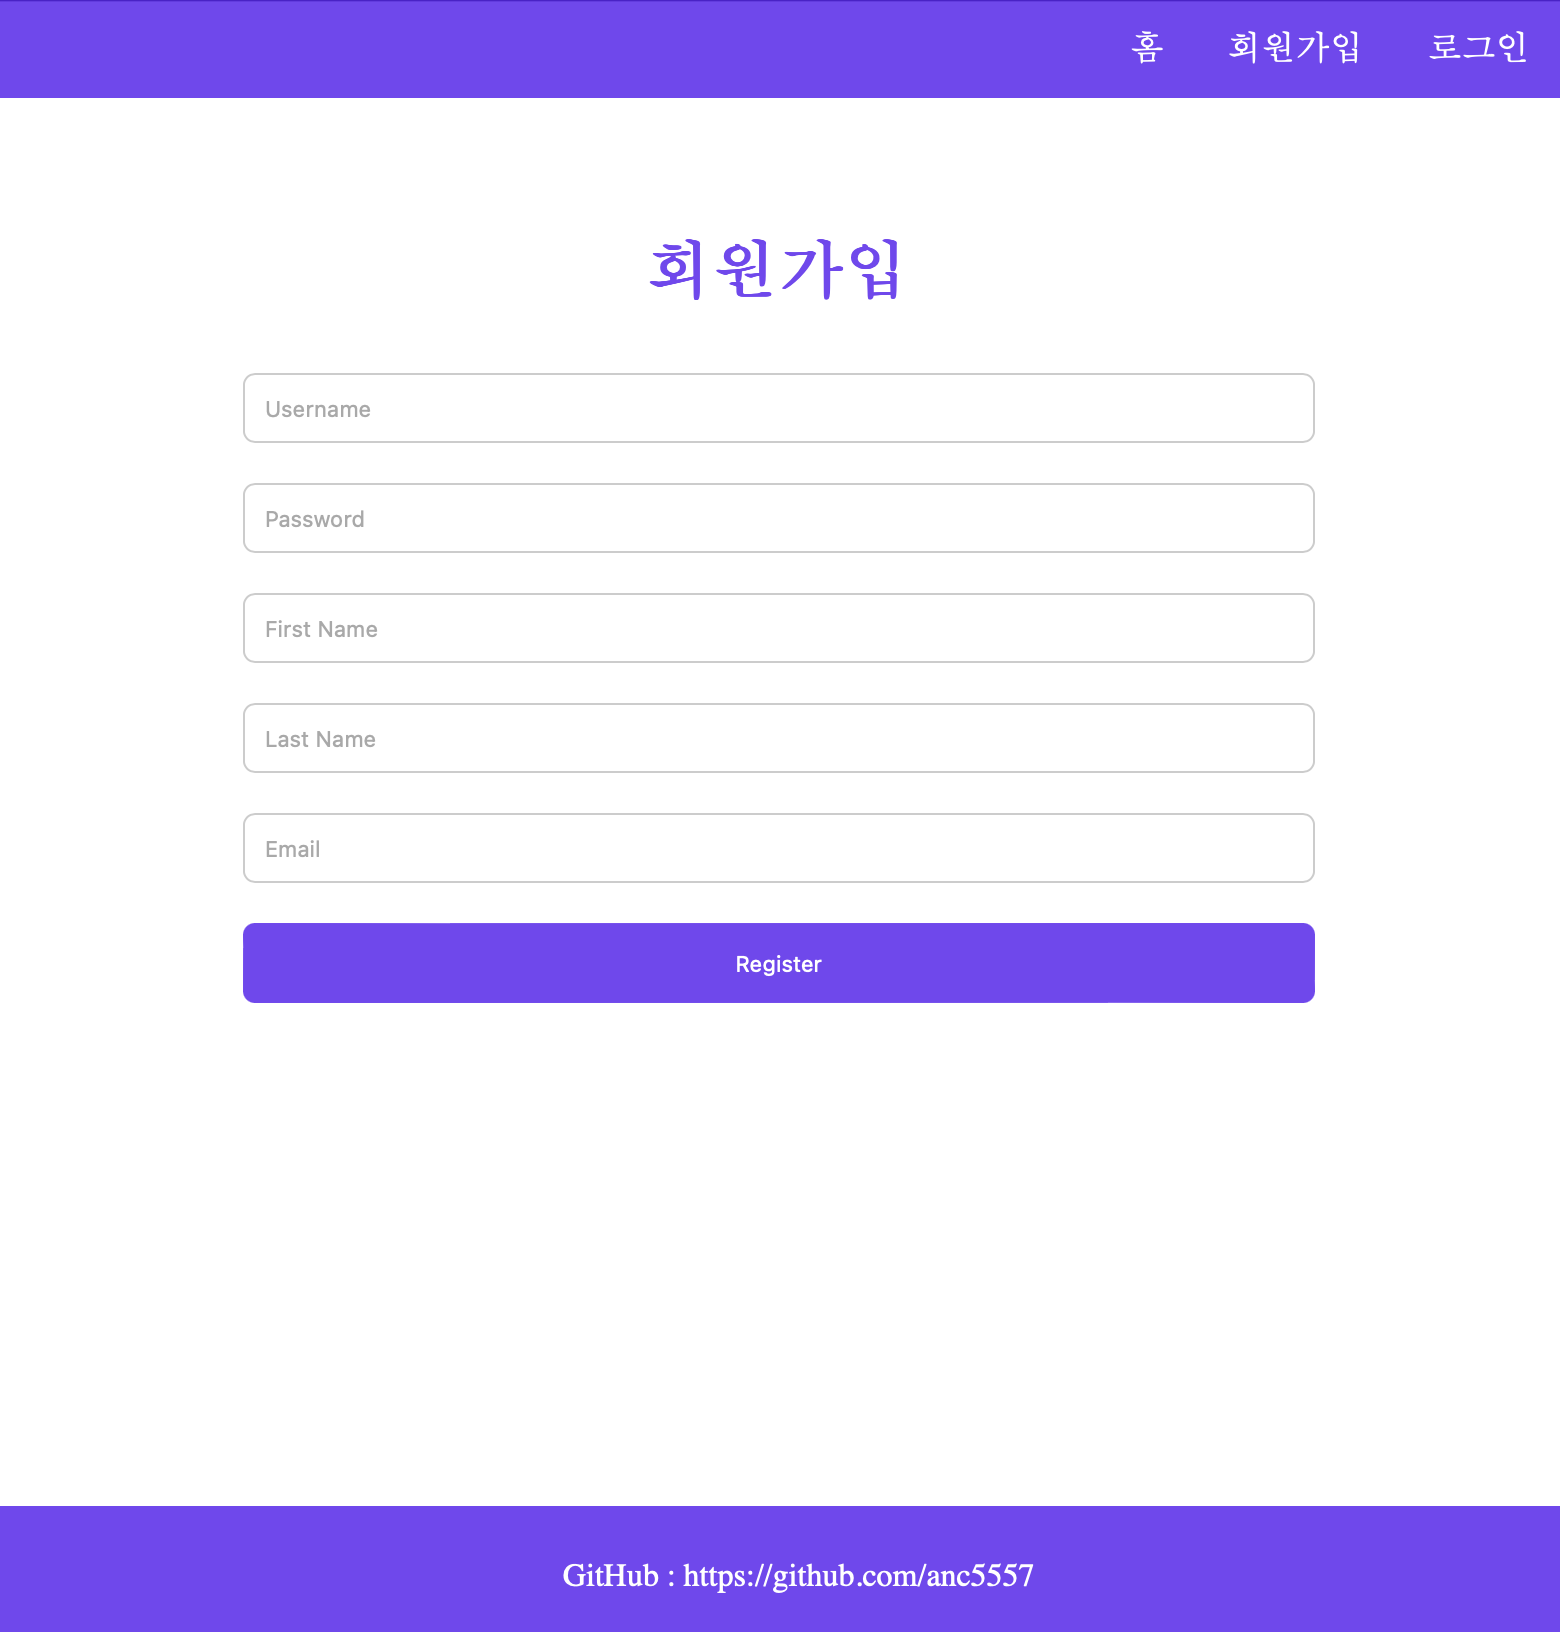 홈 회원가입 로그인
회원가입
Username
Password
First Name
Last Name
Email
Register
GitHub : https://github.com/anc5557